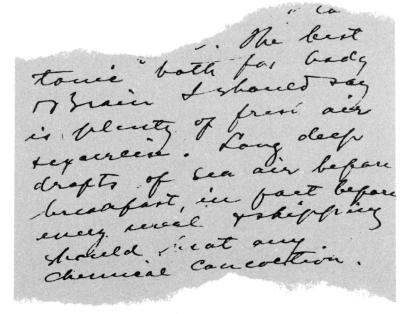 The best
tonic both for body
& Brain I should say
is plenty of fresh air
& exercise. Long deep
drafts of sea air before
breakfast, in fact before
every meal & skipping
should beat any
chemical concoction.